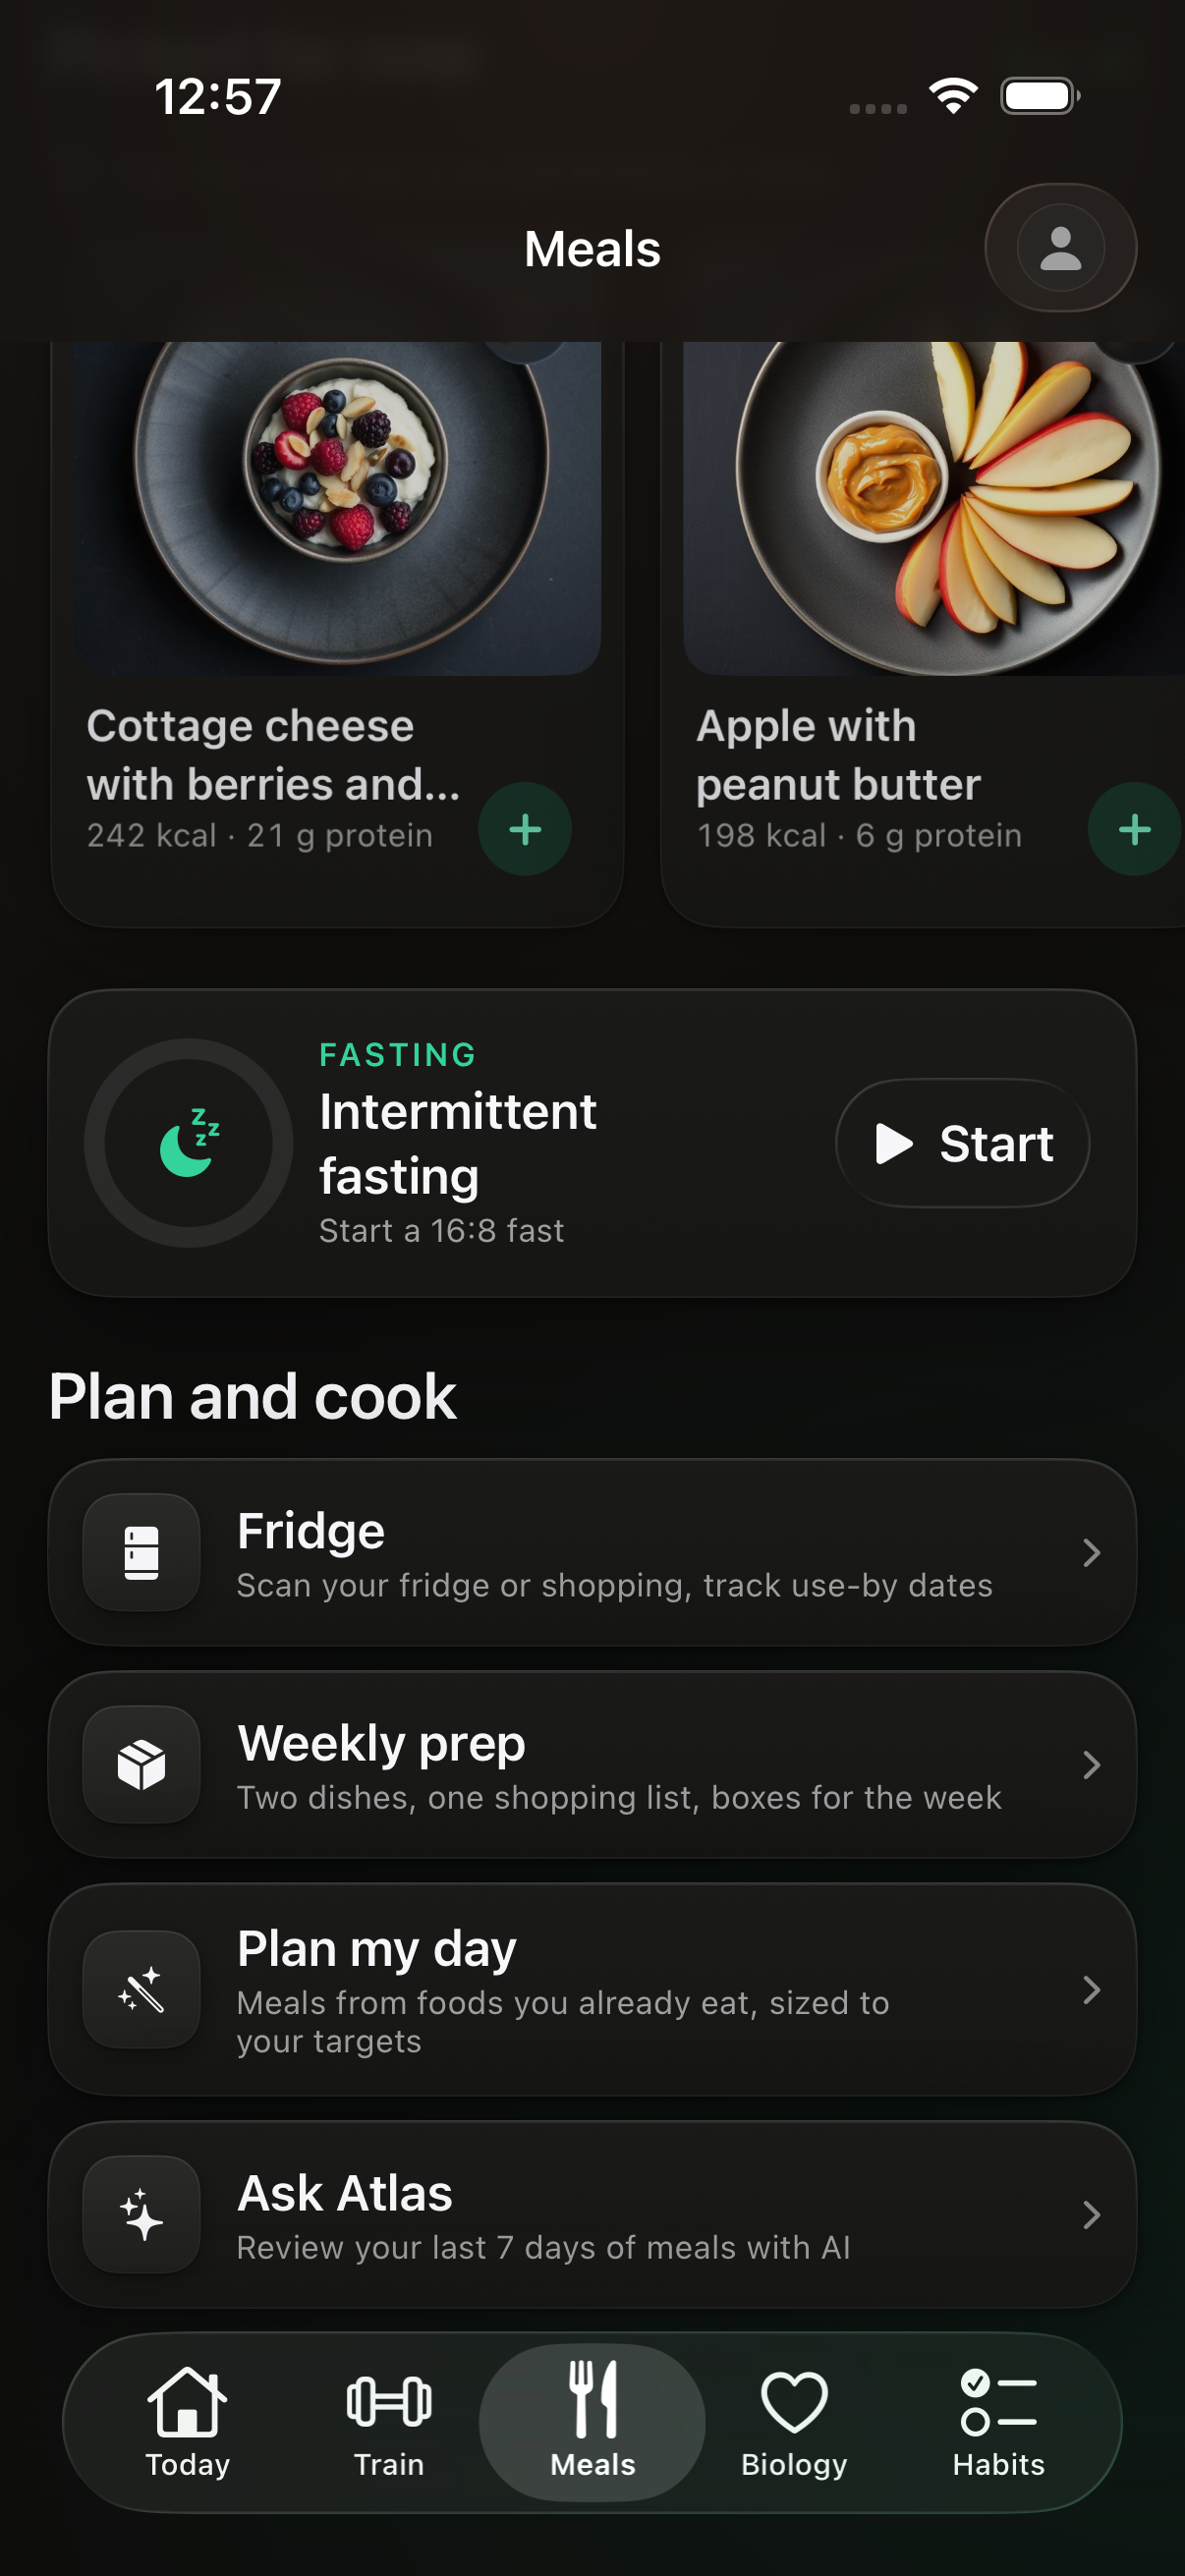 12:57
Meals
Cottage cheese
with berries and...
242 kcal · 21 g protein
Apple with
peanut butter
198 kcal · 6 g protein
FASTING
Intermittent
fasting
Start a 16:8 fast
Start
Plan and cook
Fridge
Scan your fridge or shopping, track use-by dates
Weekly prep
Two dishes, one shopping list, boxes for the week
Plan my day
Meals from foods you already eat, sized to
your targets
Ask Atlas
Review your last 7 days of meals with AI
Today
Train
Meals
Biology
Habits